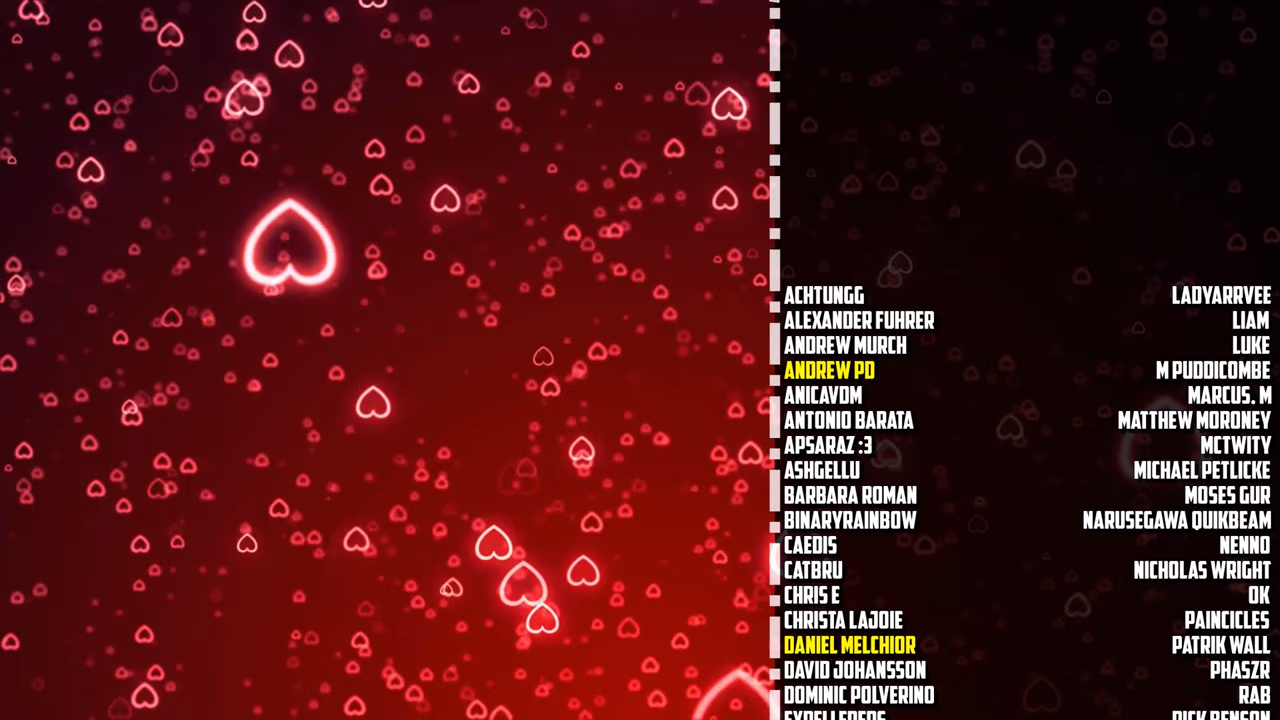 ACHTUNGG
ALEXANDER FUHRER
ANDREW MURCH
ANDREW PD
ANICAVDM
ANTONIO BARATA
APSARAZ :3
ASHGELLU
BARBARA ROMAN
BINARYRAINBOW
CAEDIS
CATBRU
CHRIS E
CHRISTA LAJOIE
DANIEL MELCHIOR
DAVID JOHANSSON
DOMINIC POLVERINO
LADYARRVEE
LIAM
LUKE
M PUDDICOMBE
MARCUS. M
MATTHEW MORONEY
MCTWITY
MICHAEL PETLICKE
MOSES GUR
NARUSEGAWA QUIKBEAM
NENNO
NICHOLAS WRIGHT
OK
PAINCICLES
PATRIK WALL
PHASZR
RAB